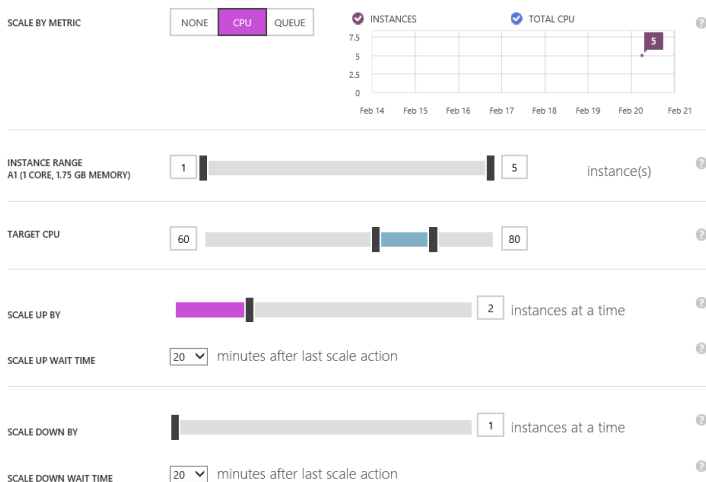 SCALE BY METRIC
NONE CPU QUEUE
INSTANCES TOTAL CPU
7.5
5
5
2.5
0
Feb 14 Feb 15 Feb 16 Feb 17 Feb 18 Feb 19 Feb 20 Feb 21
?
INSTANCE RANGE
A1 (1 CORE, 1.75 GB MEMORY)
1 5 instance(s) ?
TARGET CPU 60 80 ?
SCALE UP BY 2 instances at a time ?
SCALE UP WAIT TIME 20 minutes after last scale action ?
SCALE DOWN BY 1 instances at a time ?
SCALE DOWN WAIT TIME 20 minutes after last scale action ?